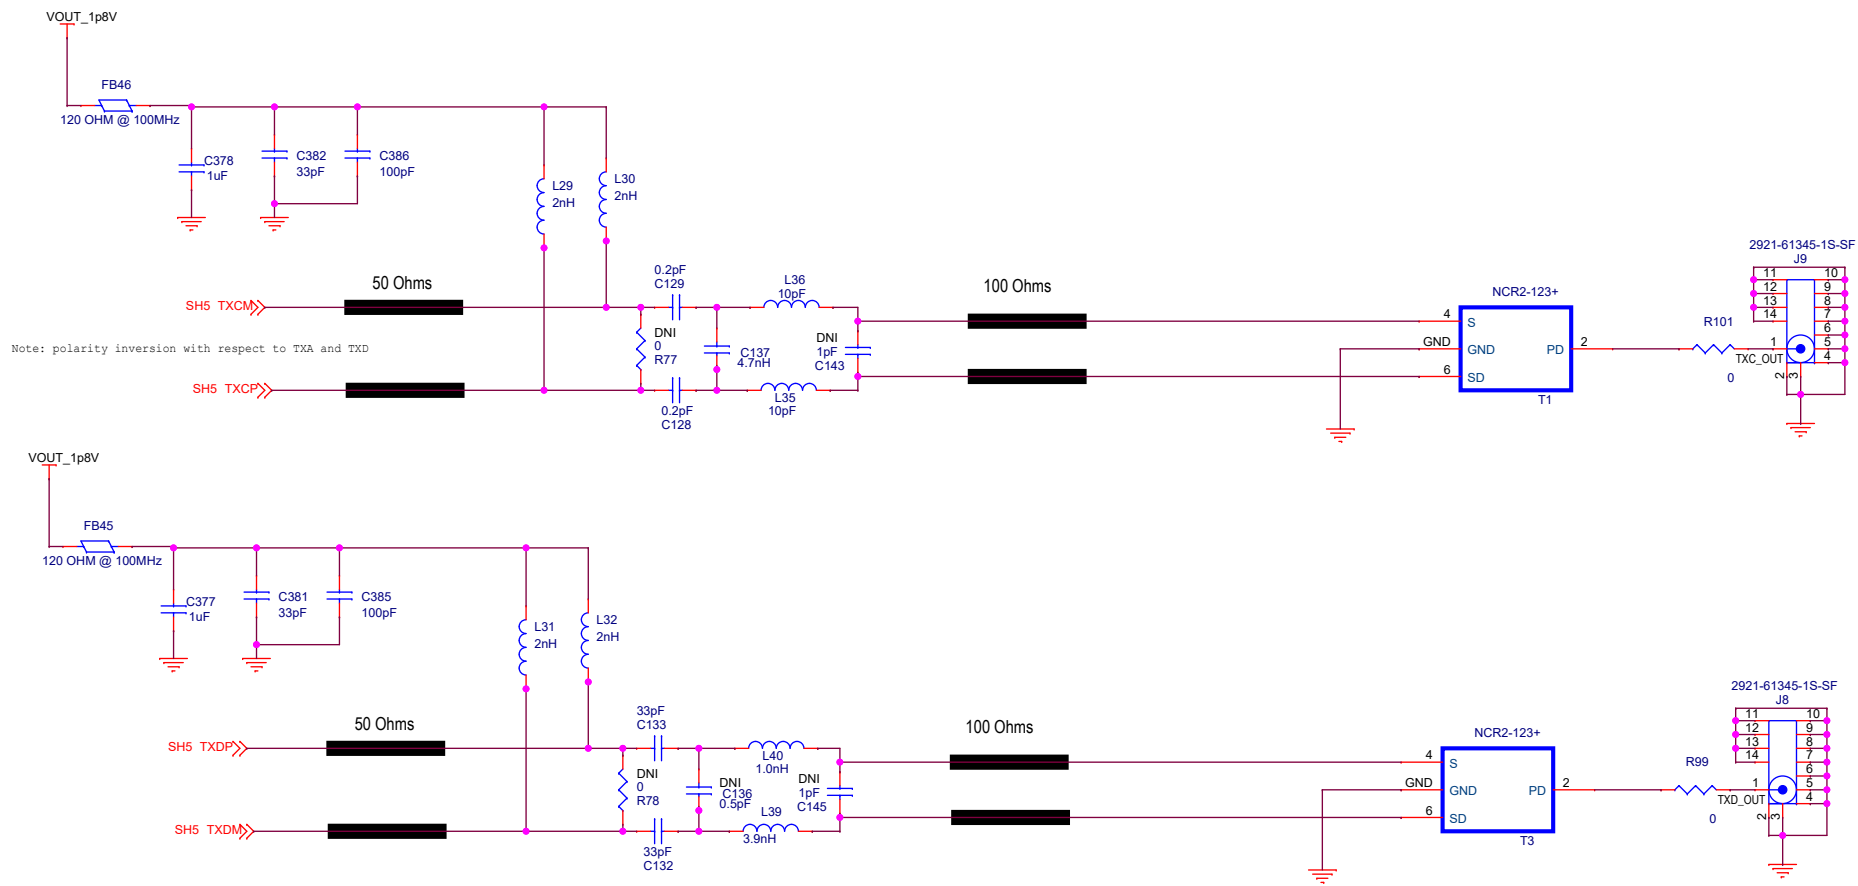 VOUT_1p8V
FB46
120 OHM @ 100MHz
C378
1uF
C382
33pF
C386
100pF
L29
2nH
L30
2nH
50 Ohms
SH5 TXCM
Note: polarity inversion with respect to TXA and TXD
SH5 TXCP
0.2pF
C129
DNI
0
R77
0.2pF
C128
C137
4.7nH
L36
10pF
DNI
1pF
C143
L35
10pF
100 Ohms
NCR2-123+
4
S
GND
GND
PD
2
6
SD
T1
R101
0
2921-61345-1S-SF
J9
11
10
12
9
13
8
14
7
6
1
5
TXC_OUT
4
2
3
VOUT_1p8V
FB45
120 OHM @ 100MHz
C377
1uF
C381
33pF
C385
100pF
L31
2nH
L32
2nH
50 Ohms
SH5 TXDP
SH5 TXDM
33pF
C133
DNI
0
R78
33pF
C132
DNI
C136
0.5pF
L40
1.0nH
DNI
1pF
C145
L39
3.9nH
100 Ohms
NCR2-123+
4
S
GND
GND
PD
2
6
SD
T3
R99
0
2921-61345-1S-SF
J8
11
10
12
9
13
8
14
7
6
1
5
TXD_OUT
4
2
3